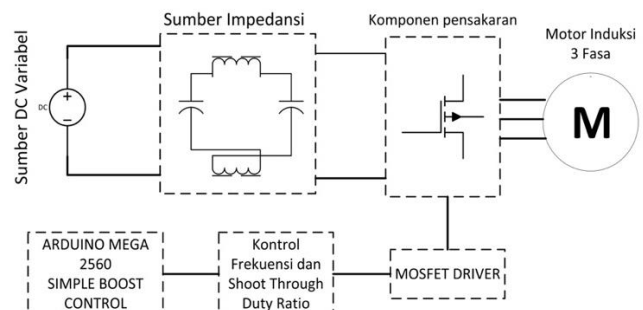 Sumber Impedansi
Komponen pensakaran
Motor Induksi
3 Fasa
Sumber DC Variabel
DC
M
ARDUINO MEGA
2560
SIMPLE BOOST
CONTROL
Kontrol
Frekuensi dan
Shoot Through
Duty Ratio
MOSFET DRIVER